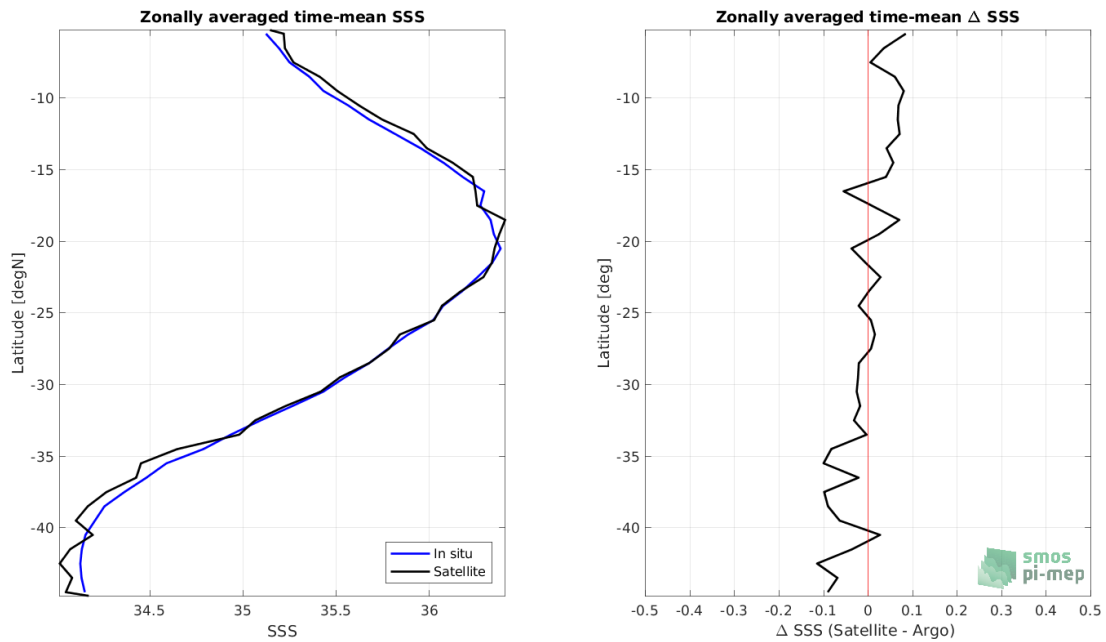 Zonally averaged time-mean SSS
Latitude [degN]
-10
-15
-20
-25
-30
-35
-40
34.5 35 35.5 36
SSS
In situ
Satellite
Zonally averaged time-mean Δ SSS
Latitude [deg]
-10
-15
-20
-25
-30
-35
-40
-0.5 -0.4 -0.3 -0.2 -0.1 0 0.1 0.2 0.3 0.4 0.5
Δ SSS (Satellite - Argo)
smos
pi-mep